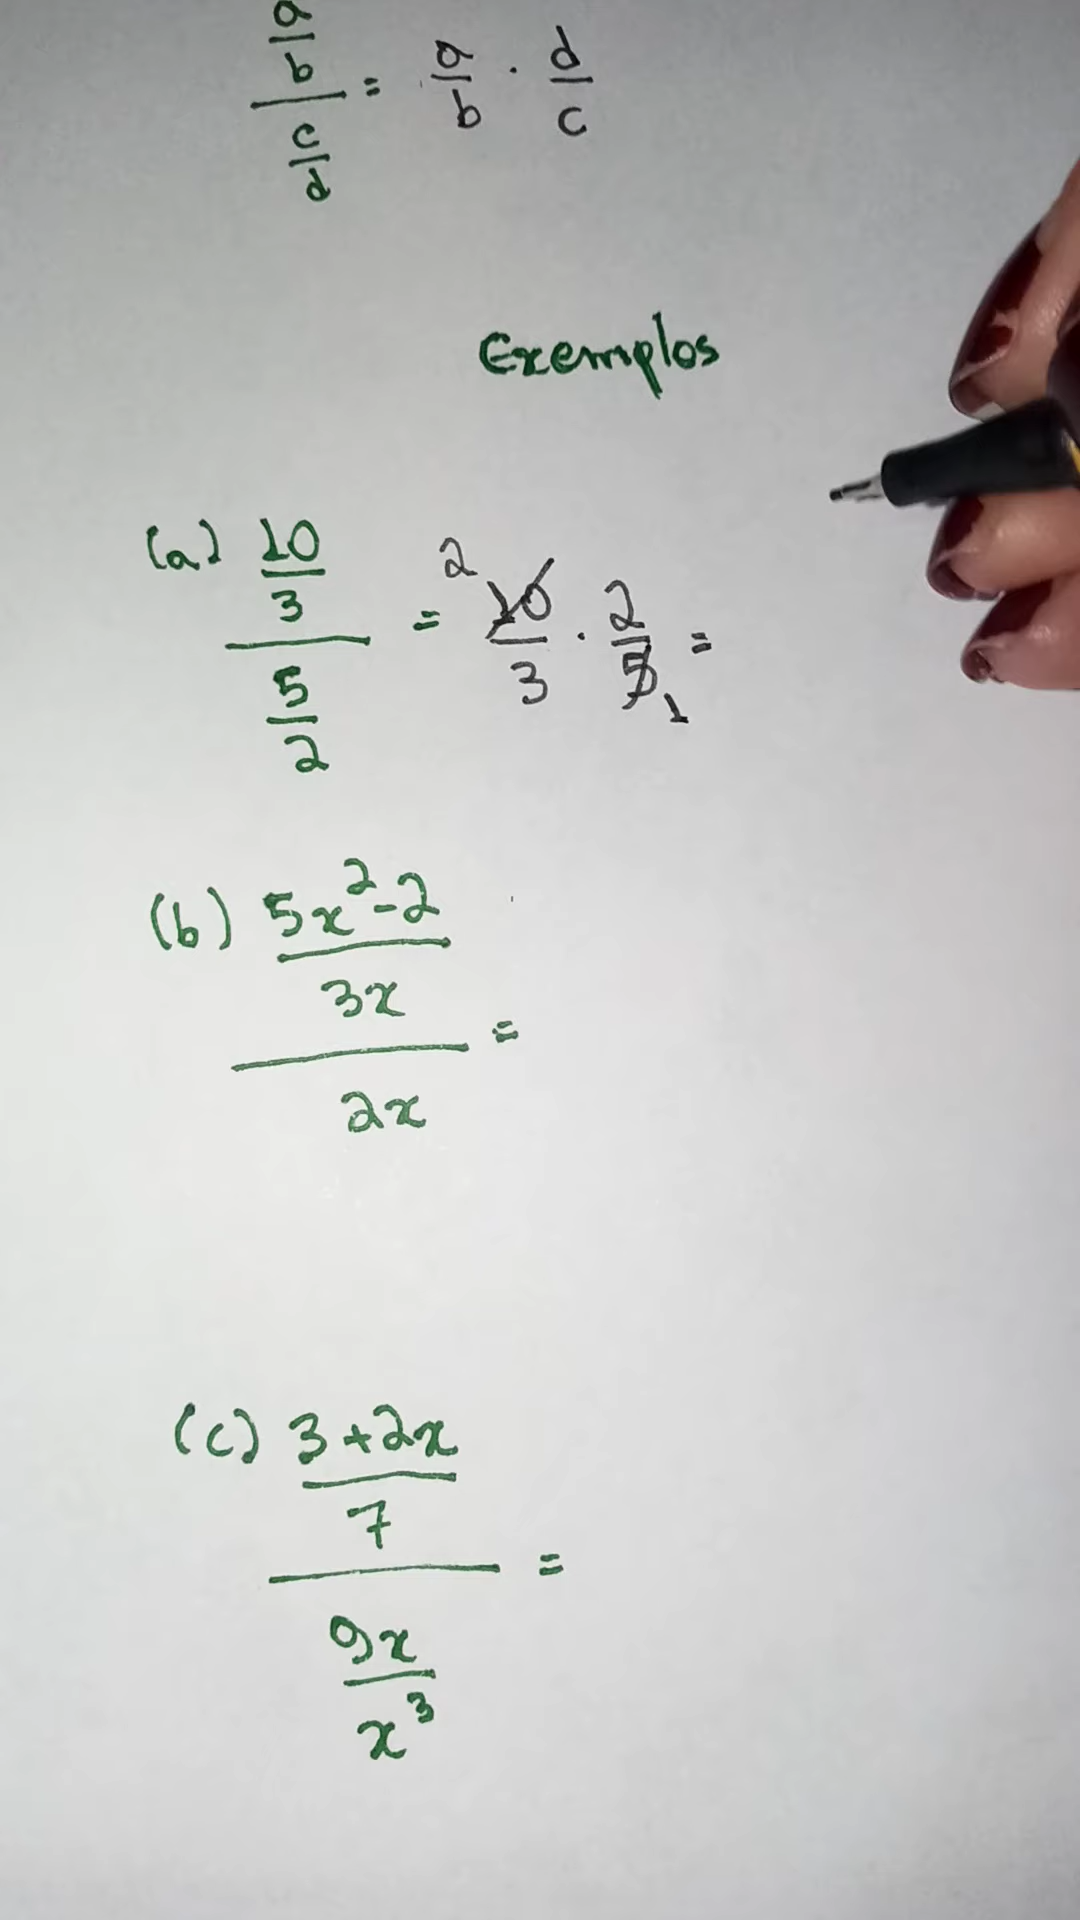 a/b / c/d = a/b · d/c
Exemplos
(a) 10/3 / 5/2 = 2 10/3 · 2/5 1 =
(b) 5x²-2/3x / 2x =
(c) 3+2x/7 / 9x/x³ =